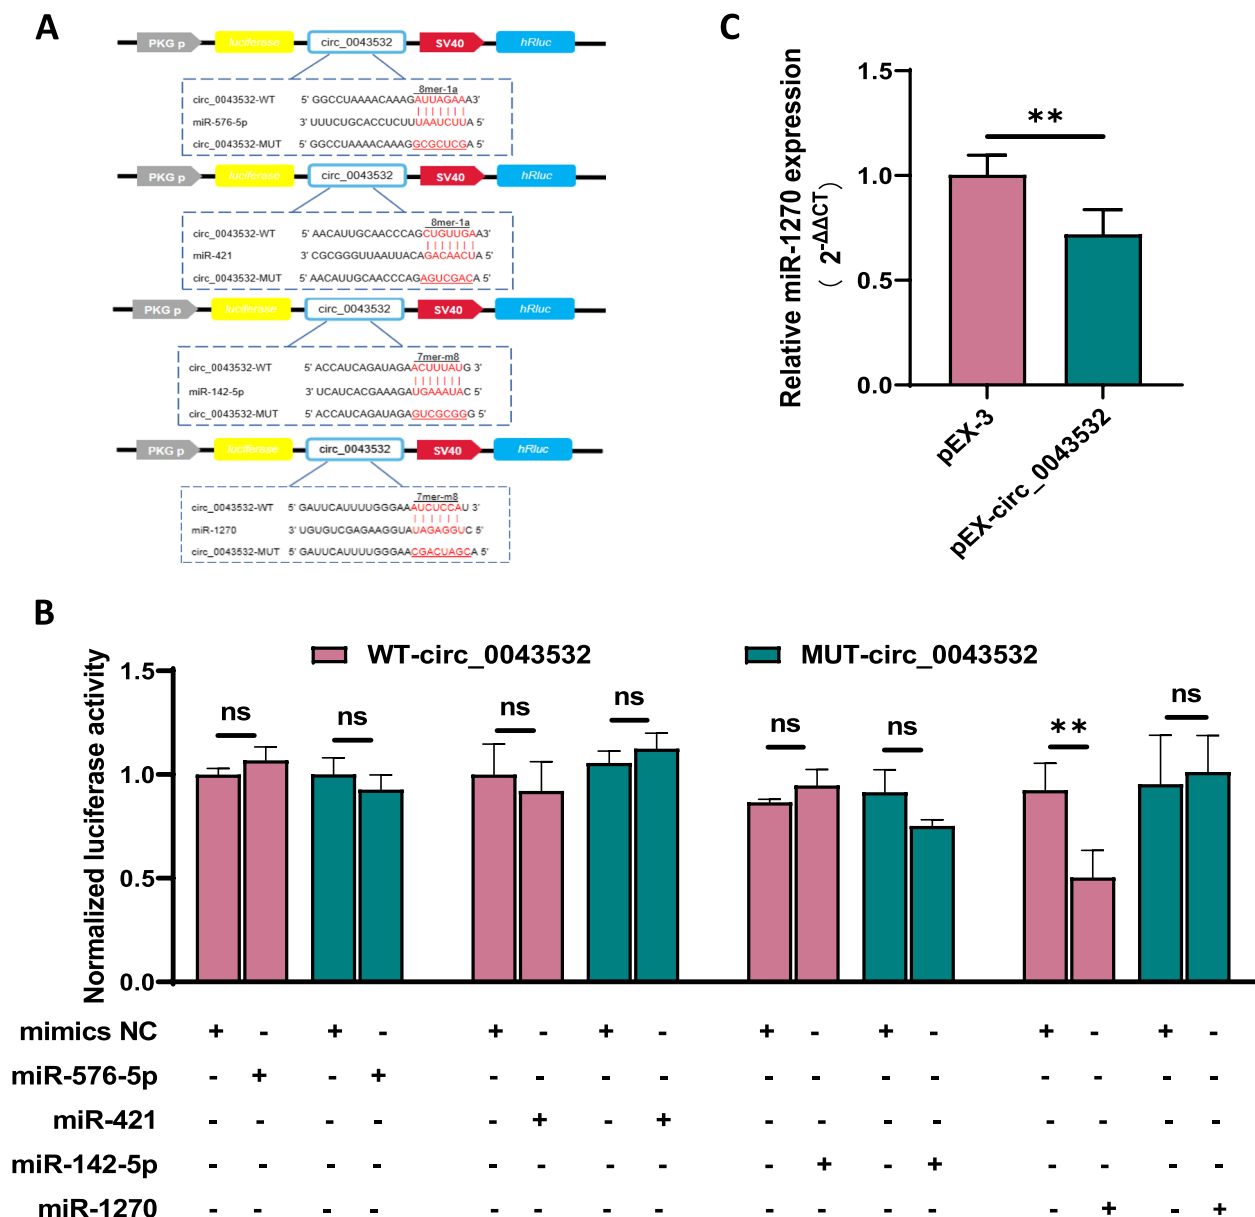 A
PKG p luciferase circ_0043532 SV40 hRluc
8mer-1a
circ_0043532-WT 5' GGCCUAAAACAAAGAUUAGAAA3'
miR-576-5p 3' UUUCUGCACCUCUUUAAUCUUA 5'
circ_0043532-MUT 5' GGCCUAAAACAAAGGCGCUCGA 5'
PKG p luciferase circ_0043532 SV40 hRluc
8mer-1a
circ_0043532-WT 5' AACAUUGCAACCCAGCUGUUGAA3'
miR-421 3' CGCGGGUUAAUUACAGACAACUA 5'
circ_0043532-MUT 5' AACAUUGCAACCCAGAGUCGACA 5'
PKG p luciferase circ_0043532 SV40 hRluc
7mer-m8
circ_0043532-WT 5' ACCAUCAGAUAGAACUUUAUG 3'
miR-142-5p 3' UCAUCACGAAAGAUGAAAUAC 5'
circ_0043532-MUT 5' ACCAUCAGAUAGAGUCGCGGG 5'
PKG p luciferase circ_0043532 SV40 hRluc
7mer-m8
circ_0043532-WT 5' GAUUCAUUUUGGGAAAUCUCCAU 3'
miR-1270 3' UGUGUCGAGAAGGUAUAGAGGUC 5'
circ_0043532-MUT 5' GAUUCAUUUUGGGAACGACUAGCA 5'
C
Relative miR-1270 expression
( 2-ΔΔCT)
1.5
1.0
0.5
0.0
**
pEX-3
pEX-circ_0043532
B
WT-circ_0043532 MUT-circ_0043532
Normalized luciferase activity
1.5
1.0
0.5
0.0
ns ns ns ns ns ns ** ns
mimics NC + - + - + - + - + - + - + - + -
miR-576-5p - + - + - - - - - - - - - - - -
miR-421 - - - - - + - + - - - - - - - -
miR-142-5p - - - - - - - - - + - + - - - -
miR-1270 - - - - - - - - - - - - - + - +